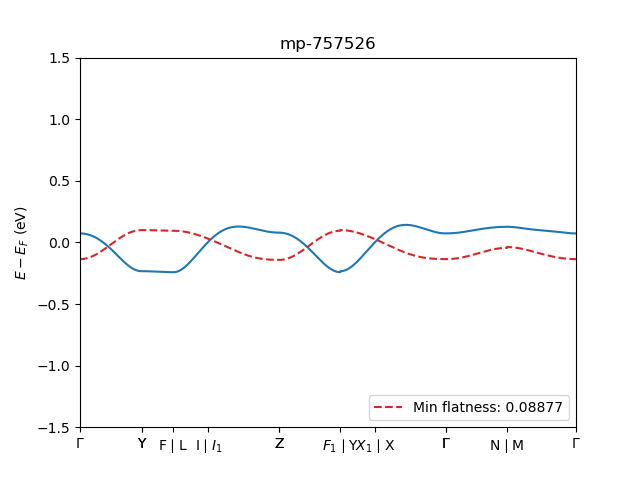 mp-757526
E − E_F (eV)
1.5
1.0
0.5
0.0
−0.5
−1.0
−1.5
Γ Y F | L I | I₁ Z F₁ | YX₁ | X Γ N | M Γ
Min flatness: 0.08877